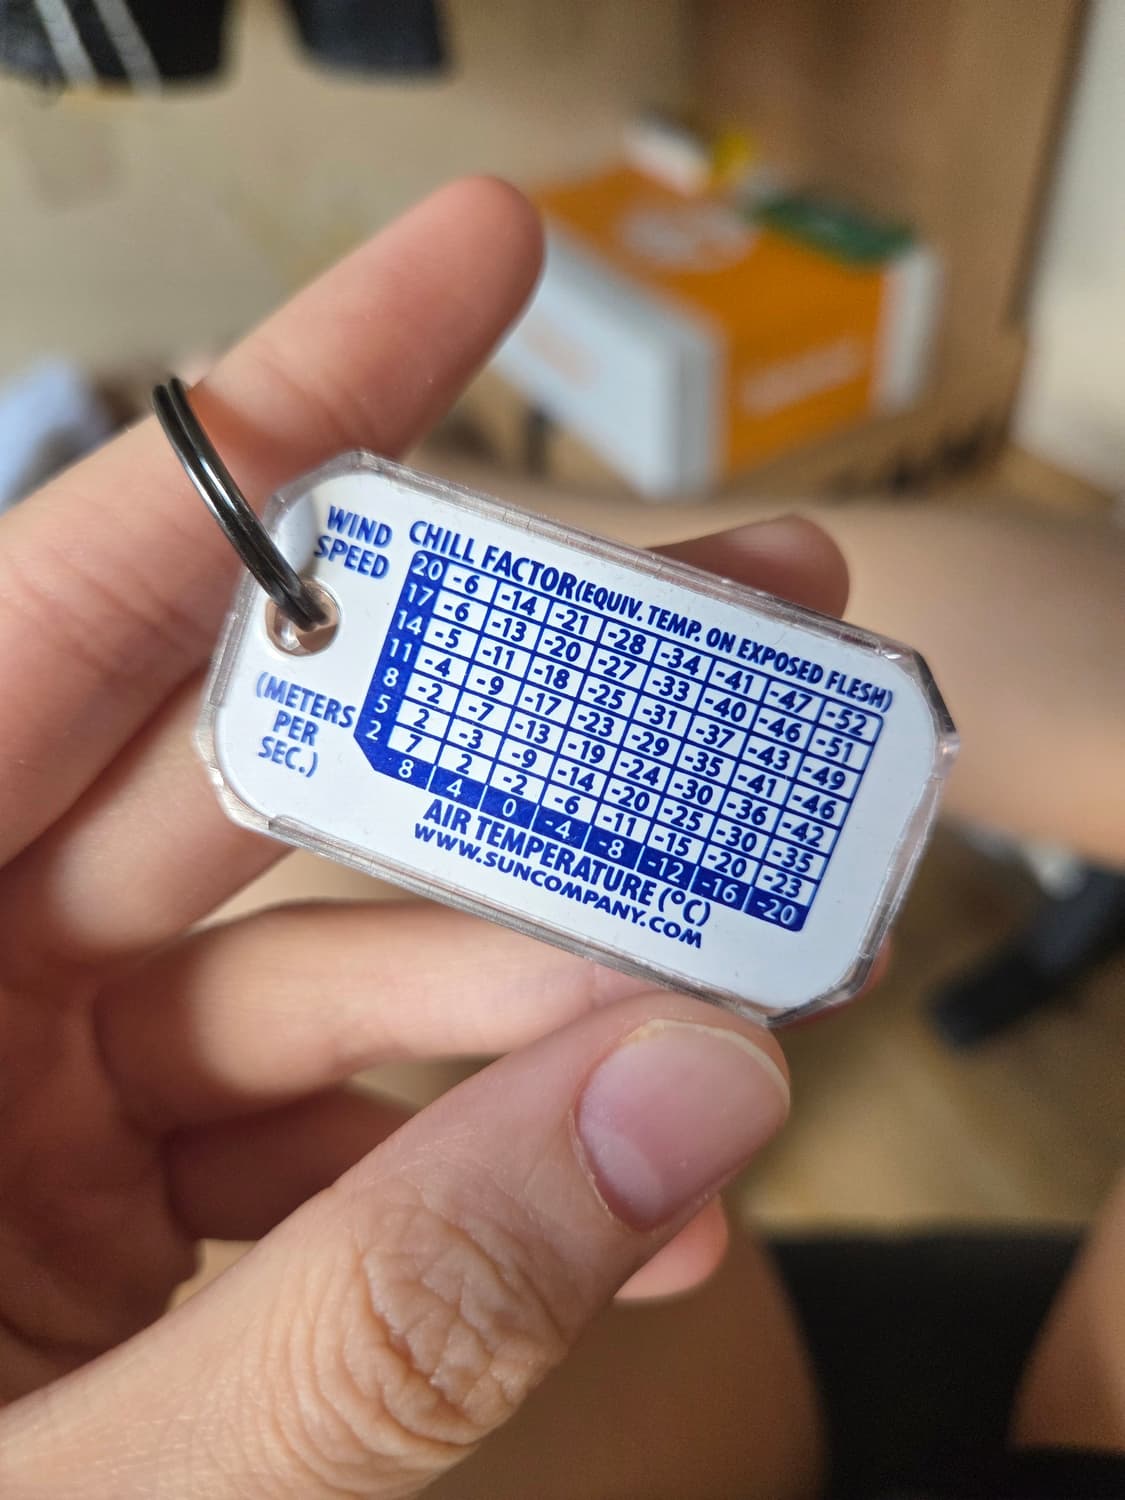 WIND
SPEED
(METERS
PER
SEC.)
CHILL FACTOR(EQUIV. TEMP. ON EXPOSED FLESH)
20 -6 -14 -21 -28 -34 -41 -47 -52
17 -6 -13 -20 -27 -33 -40 -46 -51
14 -5 -11 -18 -25 -31 -37 -43 -49
11 -4 -9 -17 -23 -29 -35 -41 -46
8 -2 -7 -13 -19 -24 -30 -36 -42
5 2 -3 -9 -14 -20 -25 -30 -35
2 7 2 -2 -6 -11 -15 -20 -23
8 4 0 -4 -8 -12 -16 -20
AIR TEMPERATURE (°C)
WWW.SUNCOMPANY.COM